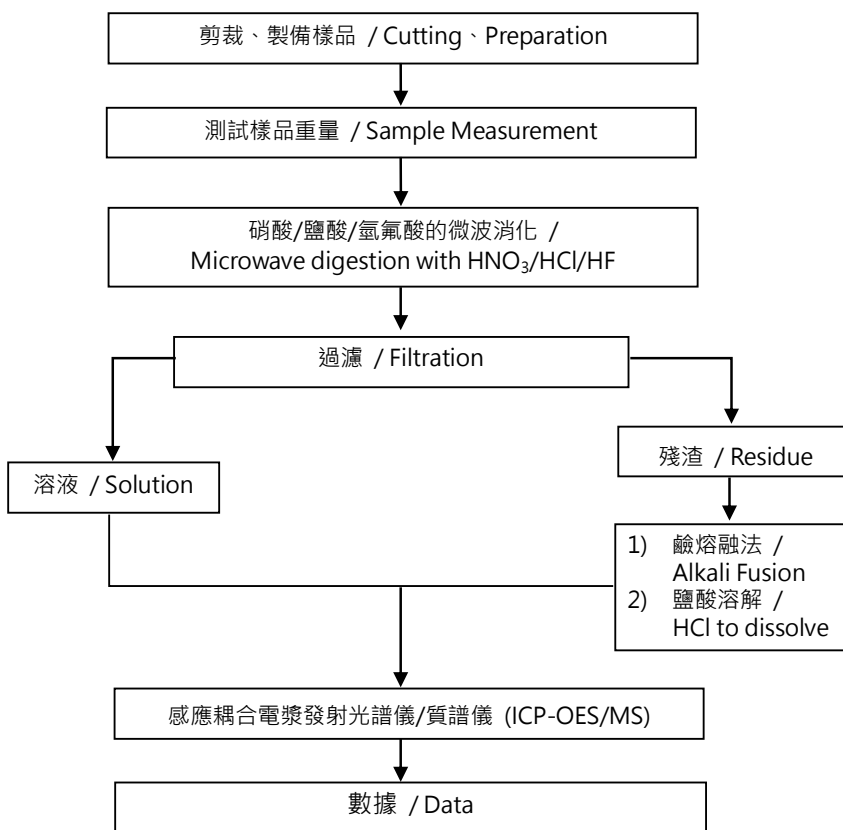 剪裁、製備樣品 / Cutting、Preparation
測試樣品重量 / Sample Measurement
硝酸/鹽酸/氫氟酸的微波消化 /
Microwave digestion with HNO₃/HCl/HF
過濾 / Filtration
溶液 / Solution
殘渣 / Residue
1) 鹼熔融法 /
Alkali Fusion
2) 鹽酸溶解 /
HCl to dissolve
感應耦合電漿發射光譜儀/質譜儀 (ICP-OES/MS)
數據 / Data